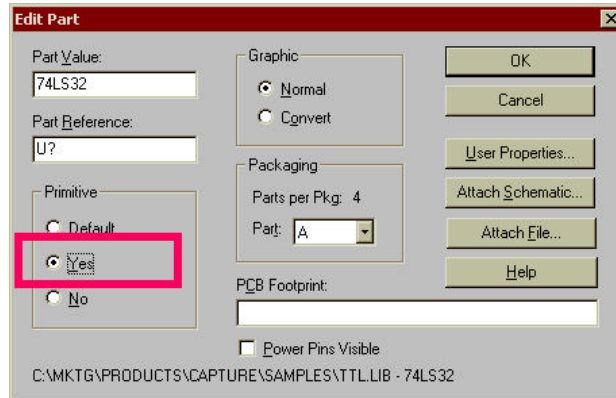 Edit Part
Part Value:
74LS32
Part Reference:
U?
Primitive
Default
Yes
No
Graphic
Normal
Convert
Packaging
Parts per Pkg: 4
Part: A
PCB Footprint:
Power Pins Visible
OK
Cancel
User Properties...
Attach Schematic...
Attach File...
Help
C:\MKTG\PRODUCTS\CAPTURE\SAMPLES\TTL.LIB - 74LS32